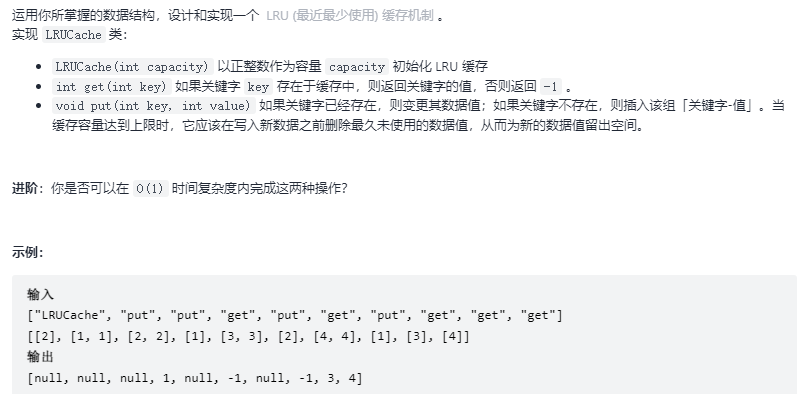 运用你所掌握的数据结构，设计和实现一个 LRU (最近最少使用) 缓存机制 。
实现 LRUCache 类：
LRUCache(int capacity) 以正整数作为容量 capacity 初始化 LRU 缓存
int get(int key) 如果关键字 key 存在于缓存中，则返回关键字的值，否则返回 -1 。
void put(int key, int value) 如果关键字已经存在，则变更其数据值；如果关键字不存在，则插入该组「关键字-值」。当
缓存容量达到上限时，它应该在写入新数据之前删除最久未使用的数据值，从而为新的数据值留出空间。
进阶：你是否可以在 O(1) 时间复杂度内完成这两种操作？
示例：
输入
["LRUCache", "put", "put", "get", "put", "get", "put", "get", "get", "get"]
[[2], [1, 1], [2, 2], [1], [3, 3], [2], [4, 4], [1], [3], [4]]
输出
[null, null, null, 1, null, -1, null, -1, 3, 4]